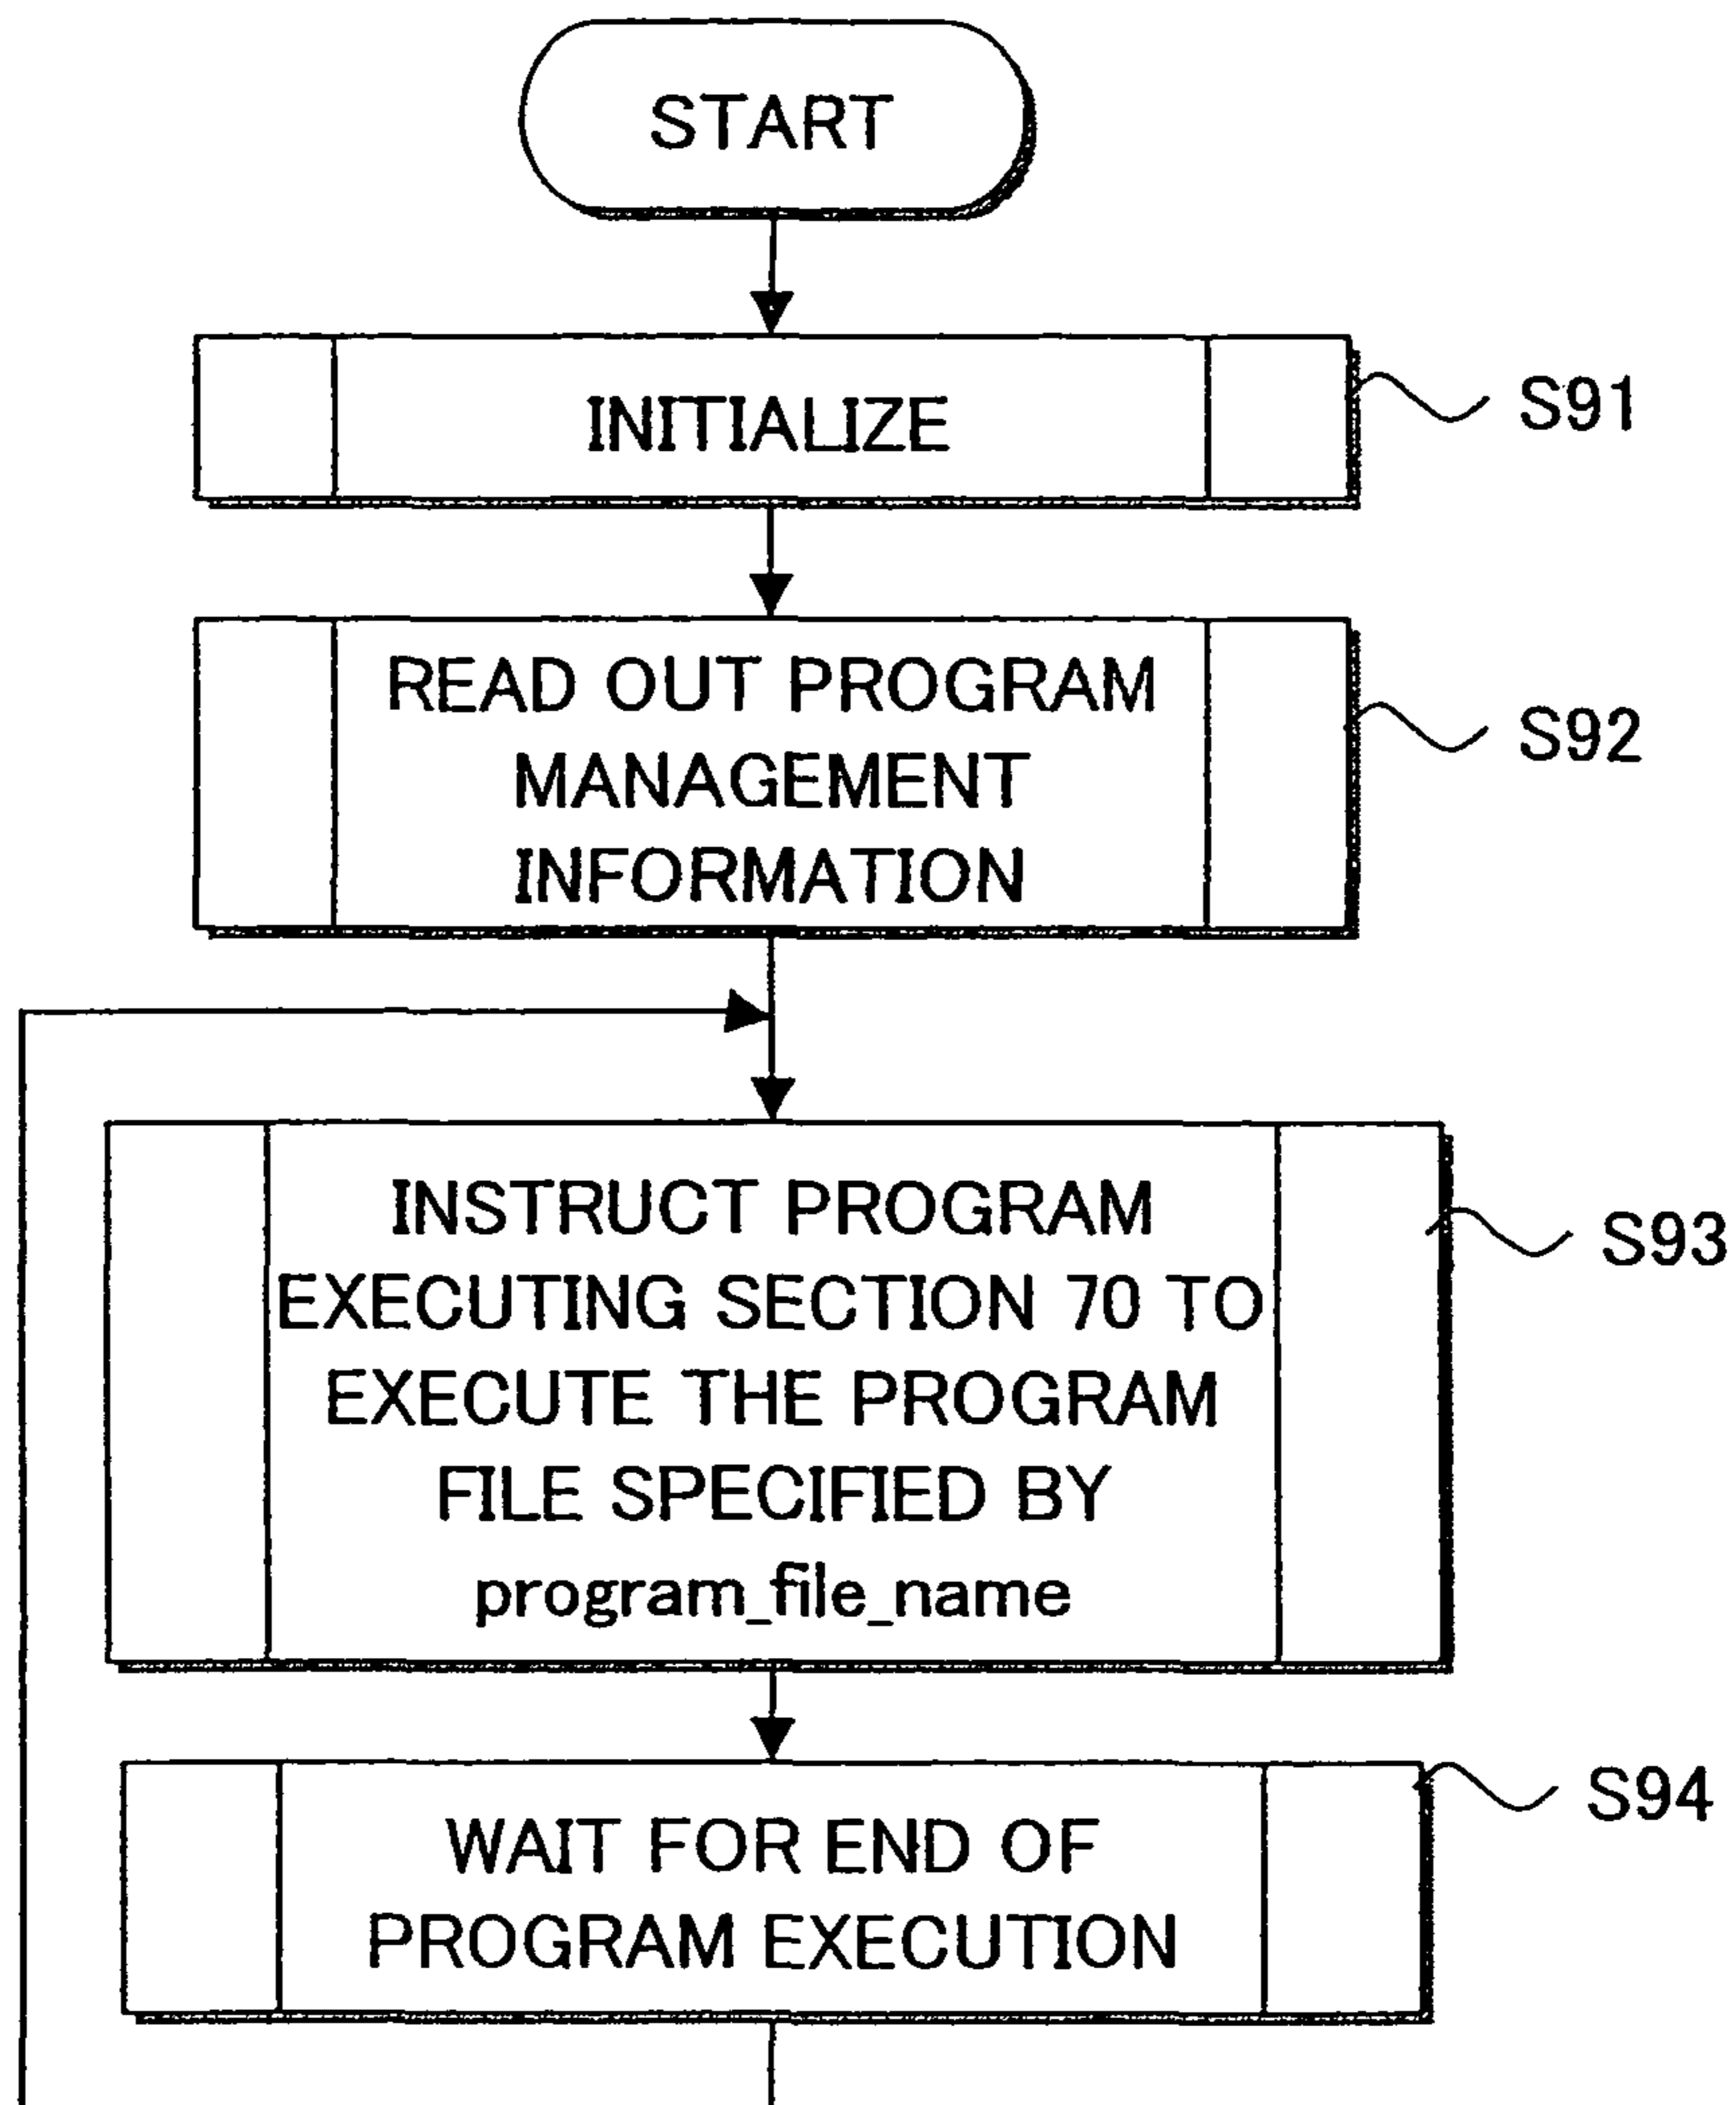 START
INITIALIZE
S91
READ OUT PROGRAM
MANAGEMENT
INFORMATION
S92
INSTRUCT PROGRAM
EXECUTING SECTION 70 TO
EXECUTE THE PROGRAM
FILE SPECIFIED BY
program_file_name
S93
WAIT FOR END OF
PROGRAM EXECUTION
S94